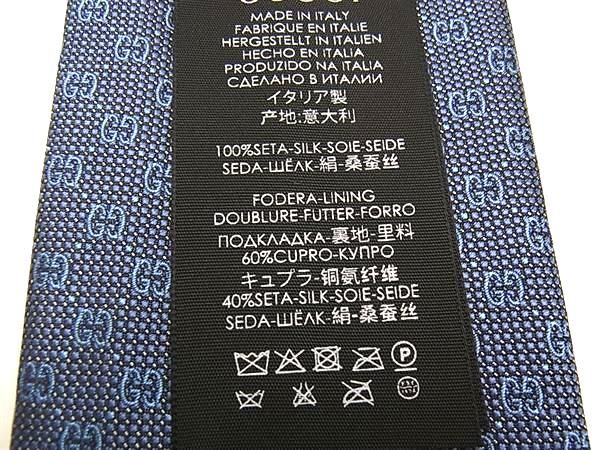 GUCCI
MADE IN ITALY
FABRIQUE EN ITALIE
HERGESTELLT IN ITALIEN
HECHO EN ITALIA
PRODUZIDO NA ITALIA
СДЕЛАНО В ИТАЛИИ
イタリア製
产地:意大利
100%SETA-SILK-SOIE-SEIDE
SEDA-ШЁЛК-絹-桑蚕丝
FODERA-LINING
DOUBLURE-FUTTER-FORRO
ПОДКЛАДКА-裏地-里料
60%CUPRO-КУПРО
キュプラ-铜氨纤维
40%SETA-SILK-SOIE-SEIDE
SEDA-ШЁЛК-絹-桑蚕丝
P